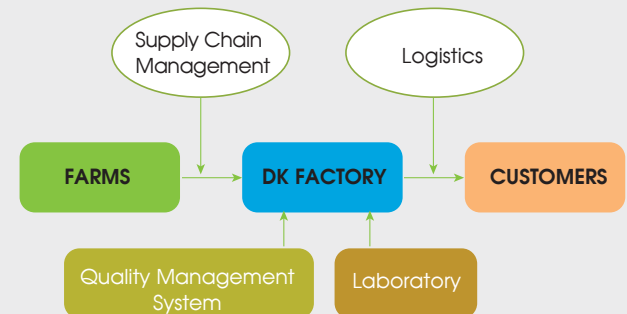 Supply Chain
Management
Logistics
FARMS
DK FACTORY
CUSTOMERS
Quality Management
System
Laboratory